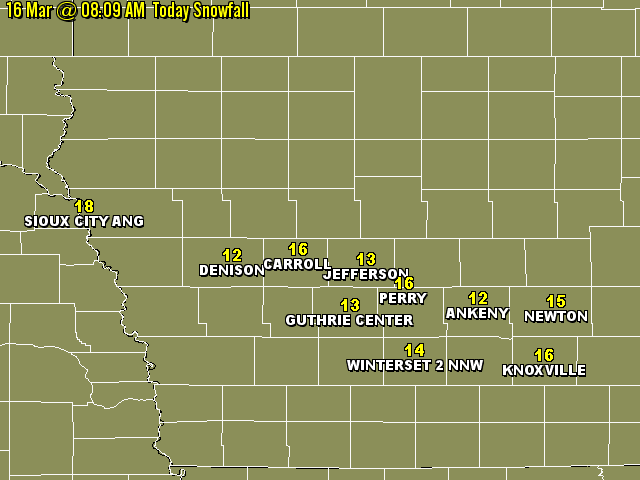 16 Mar @ 08:09 AM Today Snowfall
18
SIOUX CITY ANG
12
DENISON
16
CARROLL
13
JEFFERSON
16
PERRY
13
GUTHRIE CENTER
12
ANKENY
15
NEWTON
14
WINTERSET 2 NNW
16
KNOXVILLE